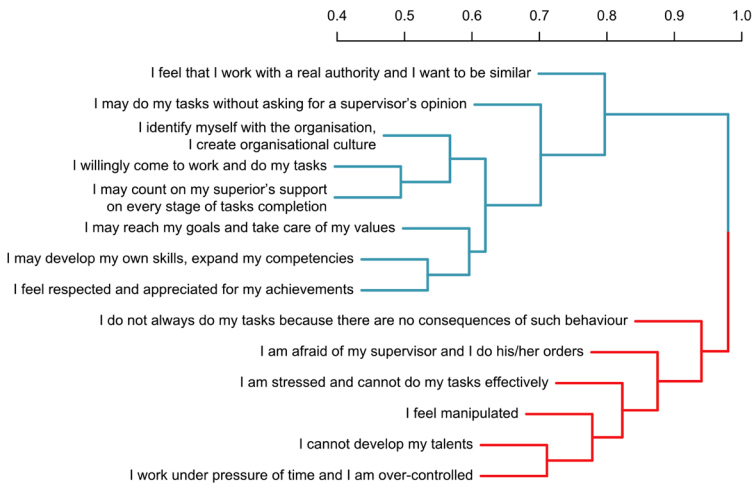 0.4 0.5 0.6 0.7 0.8 0.9 1.0
I feel that I work with a real authority and I want to be similar
I may do my tasks without asking for a supervisor's opinion
I identify myself with the organisation,
I create organisational culture
I willingly come to work and do my tasks
I may count on my superior's support
on every stage of tasks completion
I may reach my goals and take care of my values
I may develop my own skills, expand my competencies
I feel respected and appreciated for my achievements
I do not always do my tasks because there are no consequences of such behaviour
I am afraid of my supervisor and I do his/her orders
I am stressed and cannot do my tasks effectively
I feel manipulated
I cannot develop my talents
I work under pressure of time and I am over-controlled